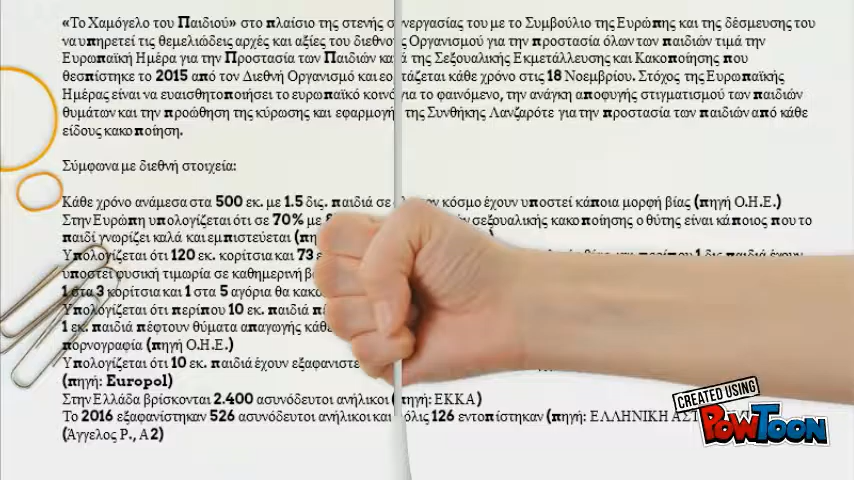 «Το Χαμόγελο του Παιδιού» στο πλαίσιο της στενής συνεργασίας του με το Συμβούλιο της Ευρώπης και της δέσμευσης του
να υπηρετεί τις θεμελιώδεις αρχές και αξίες του διεθνούς Οργανισμού για την προστασία όλων των παιδιών τιμά την
Ευρωπαϊκή Ημέρα για την Προστασία των Παιδιών κατά της Σεξουαλικής Εκμετάλλευσης και Κακοποίησης που
θεσπίστηκε το 2015 από τον Διεθνή Οργανισμό και εορτάζεται κάθε χρόνο στις 18 Νοεμβρίου. Στόχος της Ευρωπαϊκής
Ημέρας είναι να ευαισθητοποιήσει το ευρωπαϊκό κοινό για το φαινόμενο, την ανάγκη αποφυγής στιγματισμού των παιδιών
θυμάτων και την προώθηση της κύρωσης και εφαρμογής της Συνθήκης Λανζαρότε για την προστασία των παιδιών από κάθε
είδους κακοποίηση.
Σύμφωνα με διεθνή στοιχεία:
Κάθε χρόνο ανάμεσα στα 500 εκ. με 1.5 δις. παιδιά σε όλο τον κόσμο έχουν υποστεί κάποια μορφή βίας (πηγή Ο.Η.Ε.)
Στην Ευρώπη υπολογίζεται ότι σε 70% με σεξουαλικής κακοποίησης ο θύτης είναι κάποιος που το
παιδί γνωρίζει καλά και εμπιστεύεται
Υπολογίζεται ότι 120 εκ. κορίτσια και 73
υποστεί φυσική τιμωρία σε καθημερινή
1 στα 3 κορίτσια και 1 στα 5 αγόρια θα
Υπολογίζεται ότι περίπου 10 εκ. παιδιά
1 εκ. παιδιά πέφτουν θύματα απαγωγής κάθε
πορνογραφία (πηγή Ο.Η.Ε.)
Υπολογίζεται ότι 10 εκ. παιδιά έχουν
(πηγή: Europol)
Στην Ελλάδα βρίσκονται 2.400 ασυνόδευτοι ανήλικοι (πηγή: ΕΚΚΑ)
Το 2016 εξαφανίστηκαν 526 ασυνόδευτοι ανήλικοι και μόλις 126 εντοπίστηκαν (πηγή: ΕΛΛΗΝΙΚΗ
(Άγγελος Ρ., Α2)
CREATED USING
POWTOON